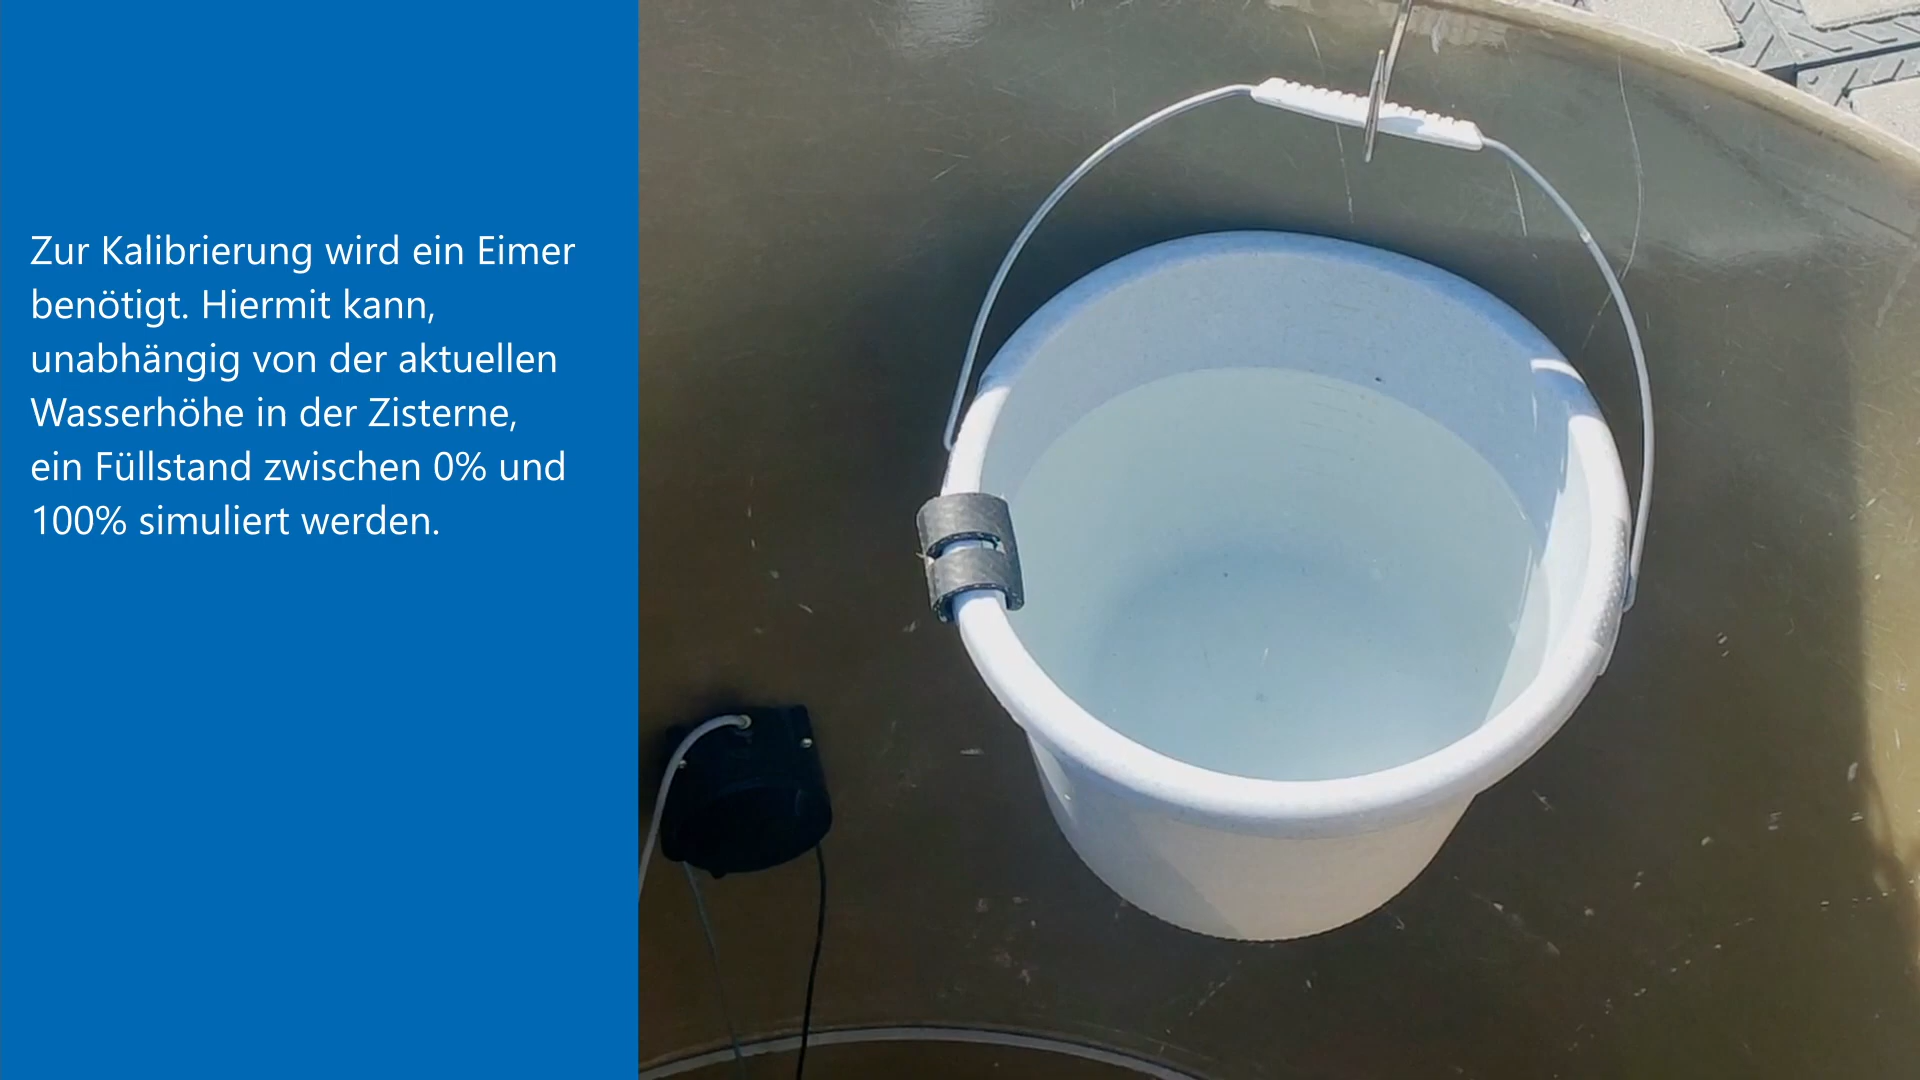 Zur Kalibrierung wird ein Eimer
benötigt. Hiermit kann,
unabhängig von der aktuellen
Wasserhöhe in der Zisterne,
ein Füllstand zwischen 0% und
100% simuliert werden.